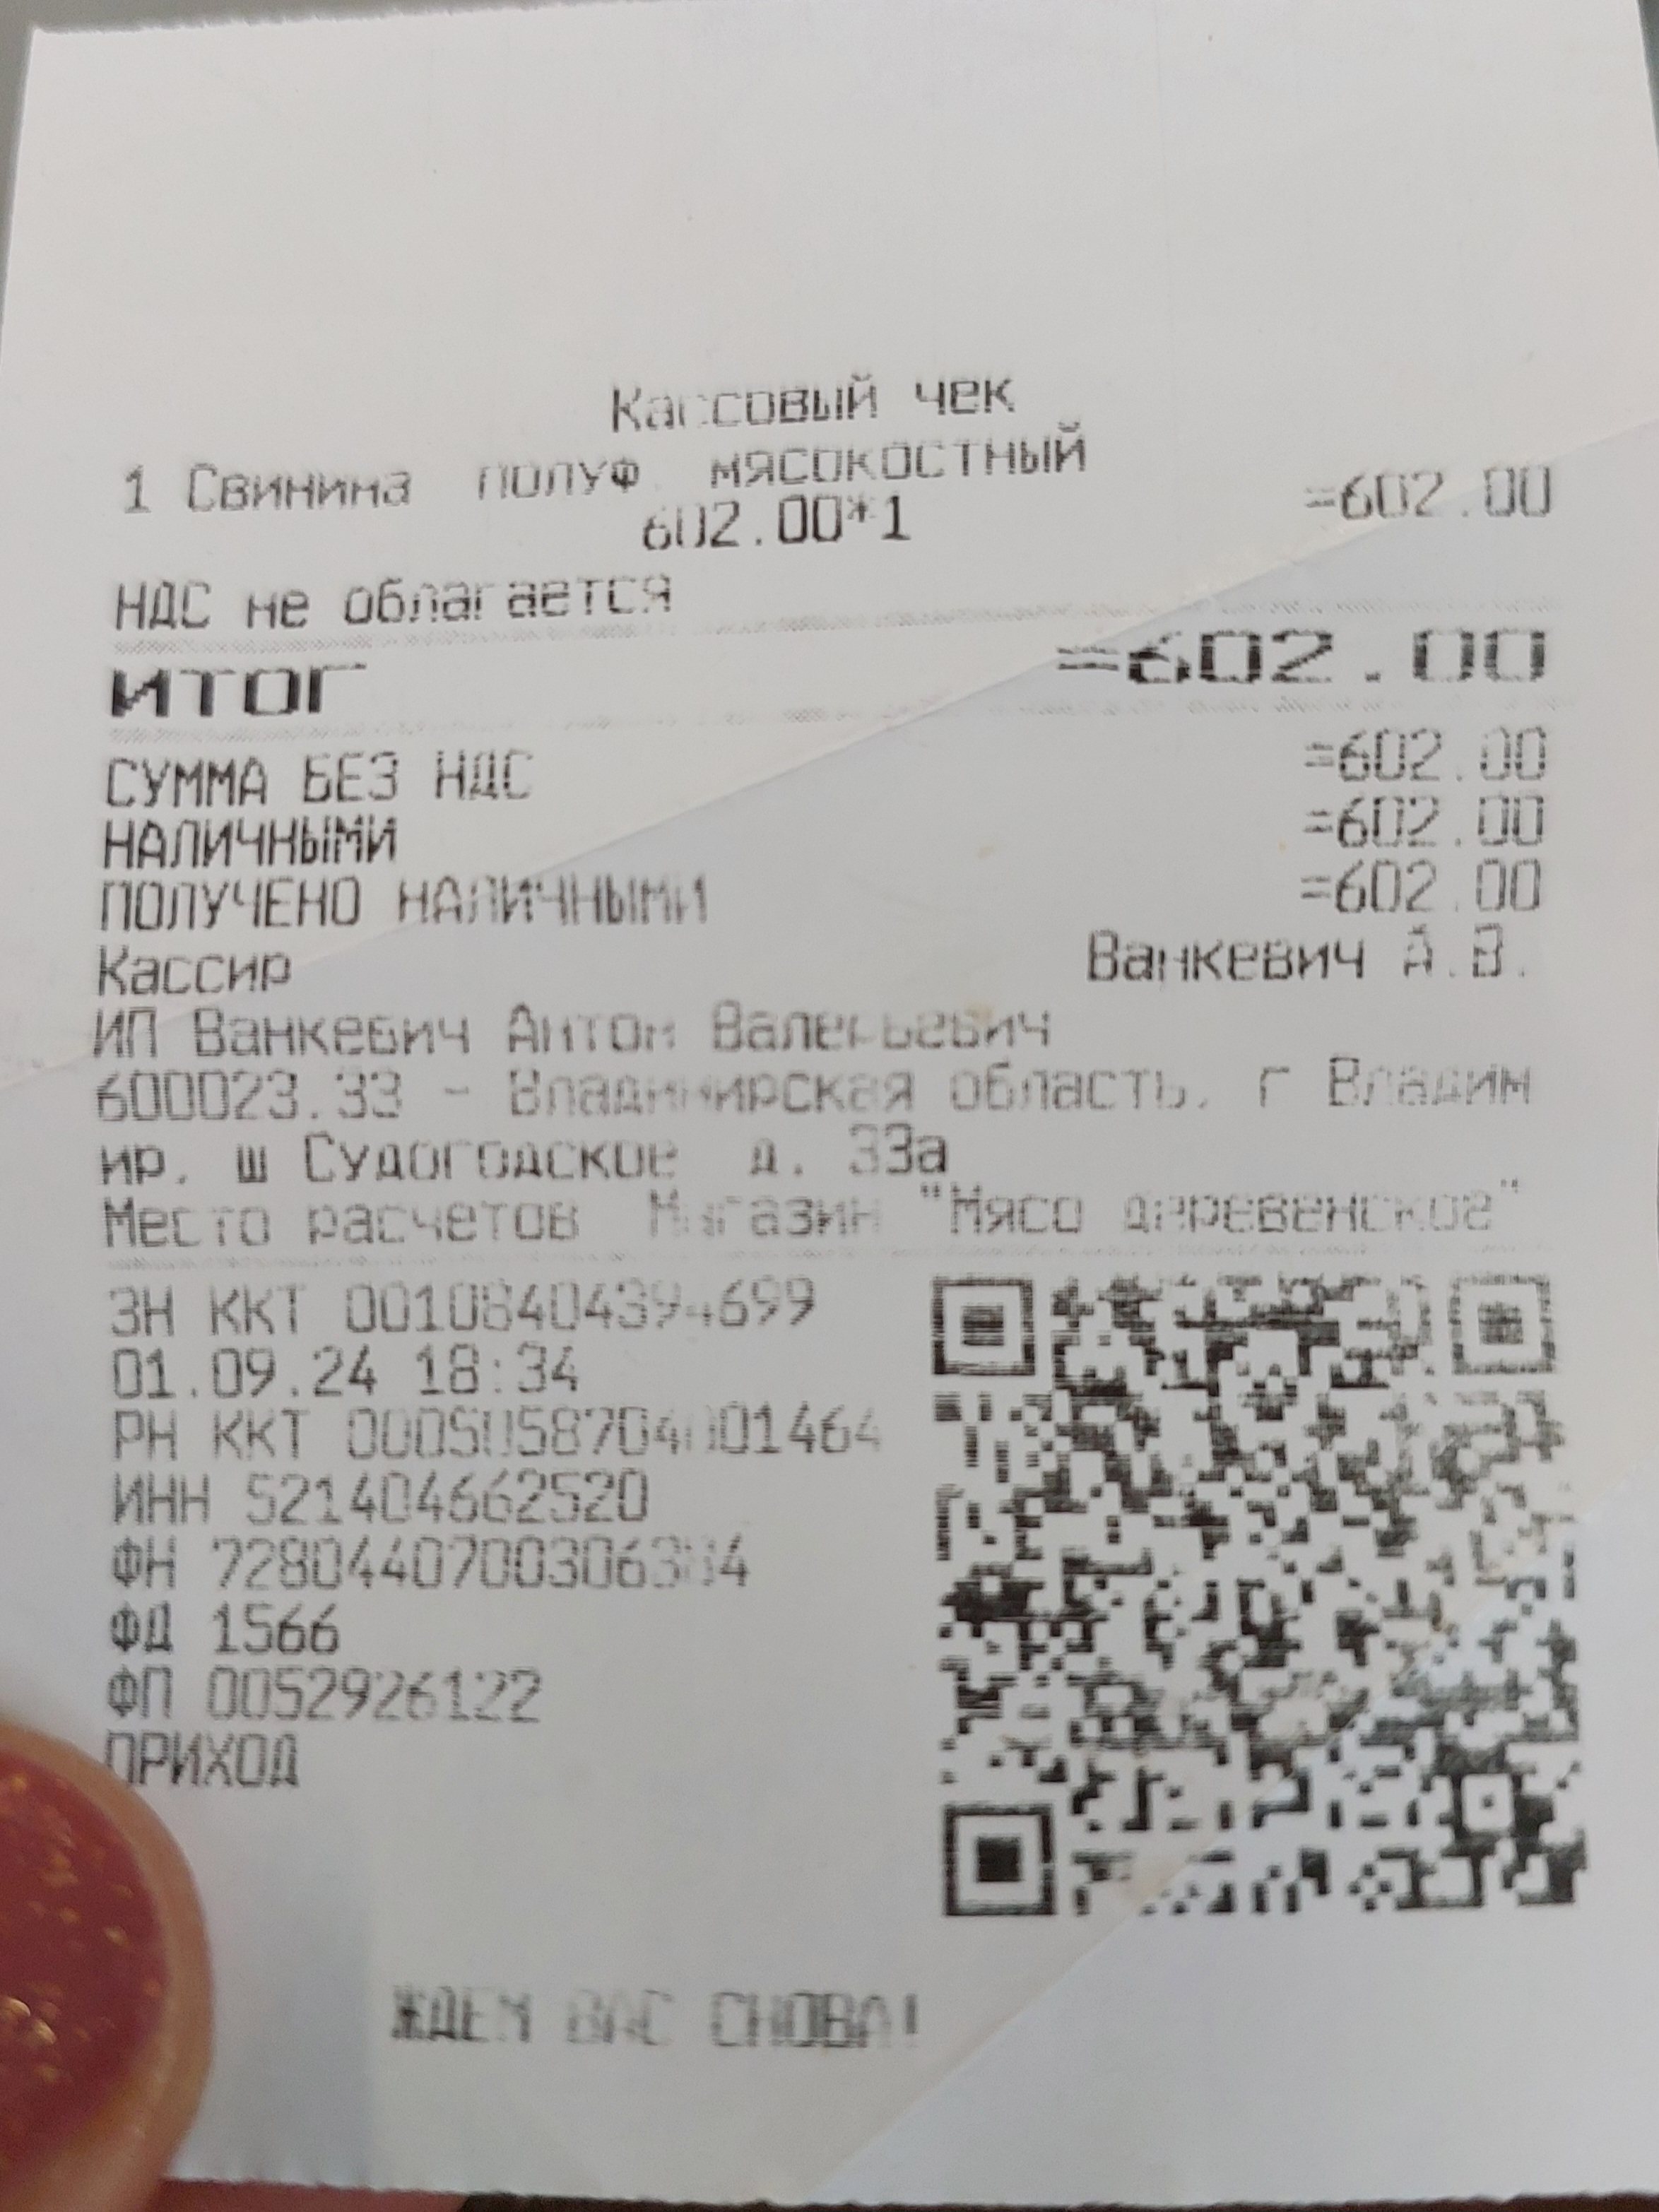 Кассовый чек
1 Свинина полуф. мясокостный
602.00*1 =602.00
НДС не облагается
ИТОГ =602.00
СУММА БЕЗ НДС =602.00
НАЛИЧНЫМИ =602.00
ПОЛУЧЕНО НАЛИЧНЫМИ =602.00
Кассир Ванкевич А.В.
ИП Ванкевич Антон Валерьевич
600023.33 - Владимирская область, г Владим
ир. ш Судогодское д. 33а
Место расчетов Магазин "Мясо деревенское"
ЗН ККТ
01.09.24 18:34
РН ККТ
ИНН 521404662520
ФН
ФД 1566
ФП 0052926122
ПРИХОД
ЖДЕМ ВАС СНОВА!